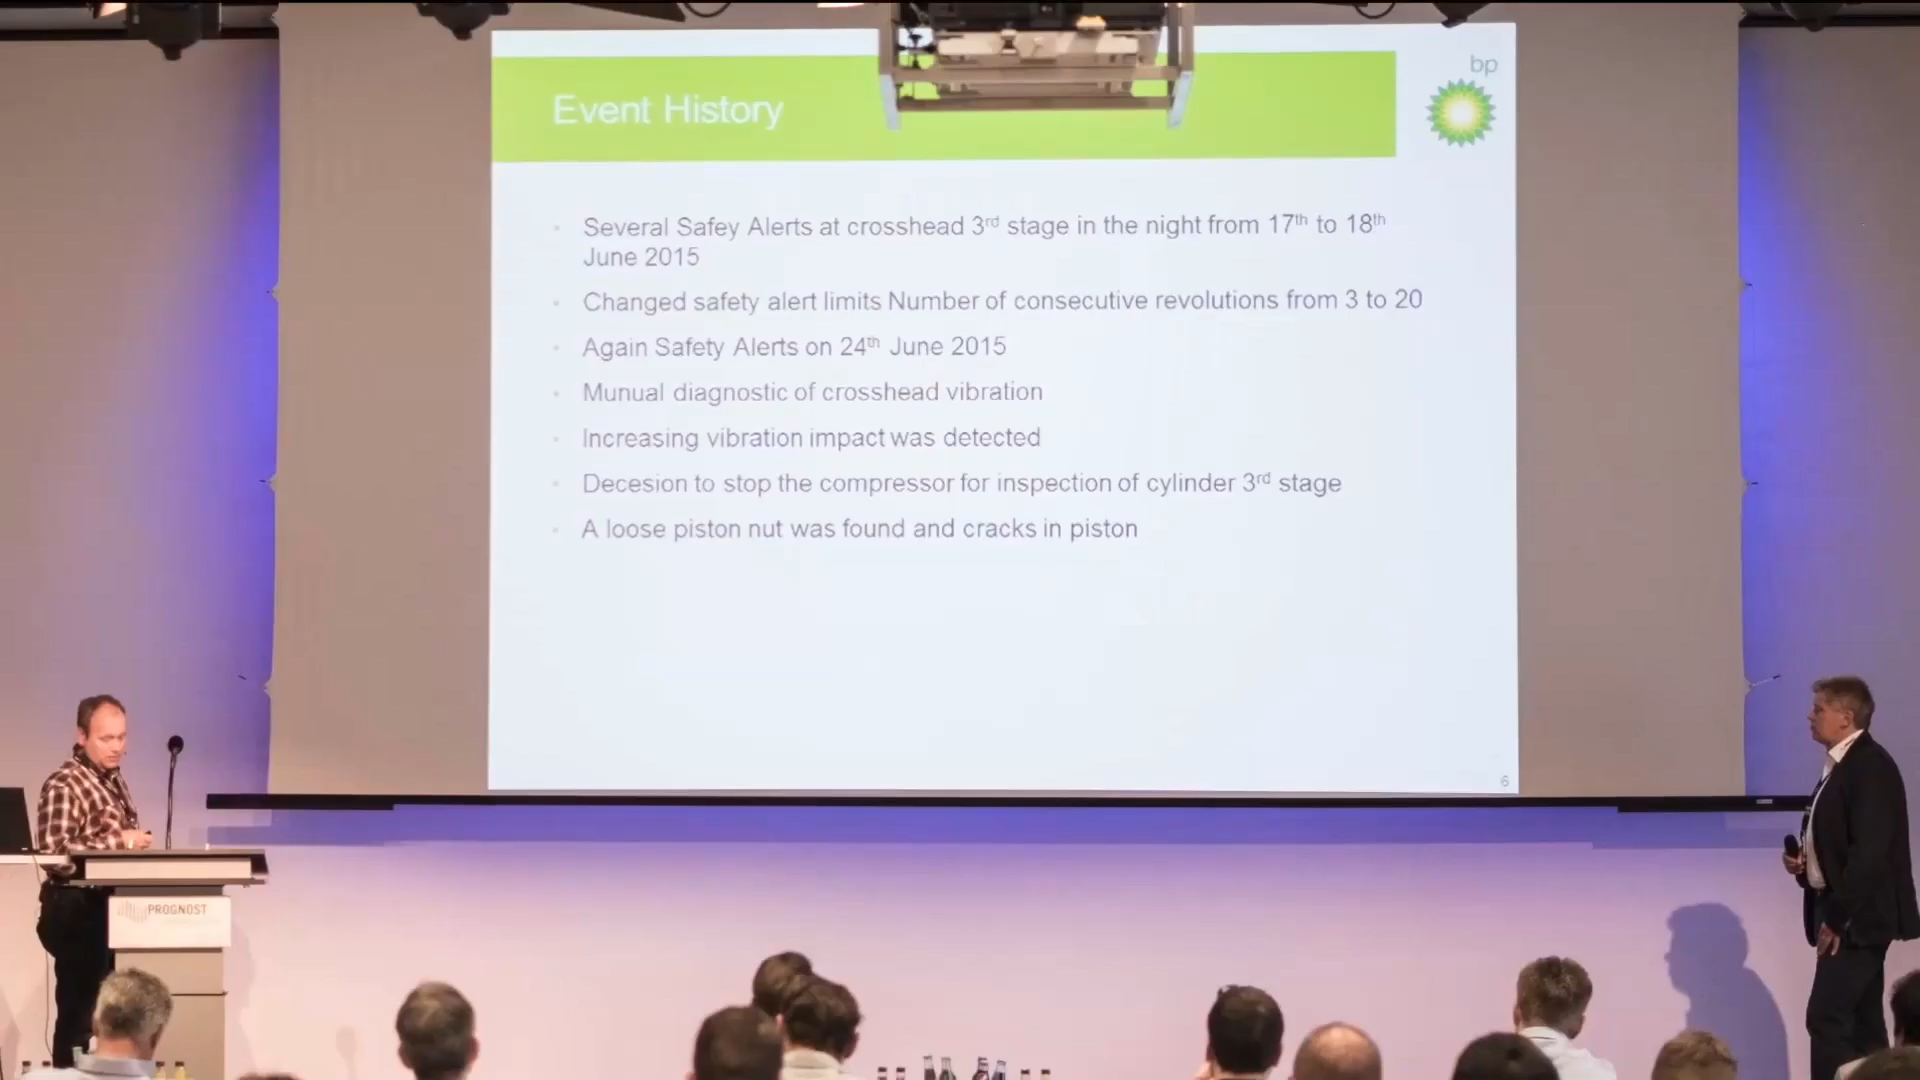 bp
Event History
Several Safey Alerts at crosshead 3rd stage in the night from 17th to 18th
June 2015
Changed safety alert limits Number of consecutive revolutions from 3 to 20
Again Safety Alerts on 24th June 2015
Munual diagnostic of crosshead vibration
Increasing vibration impact was detected
Decesion to stop the compressor for inspection of cylinder 3rd stage
A loose piston nut was found and cracks in piston
6
PROGNOST